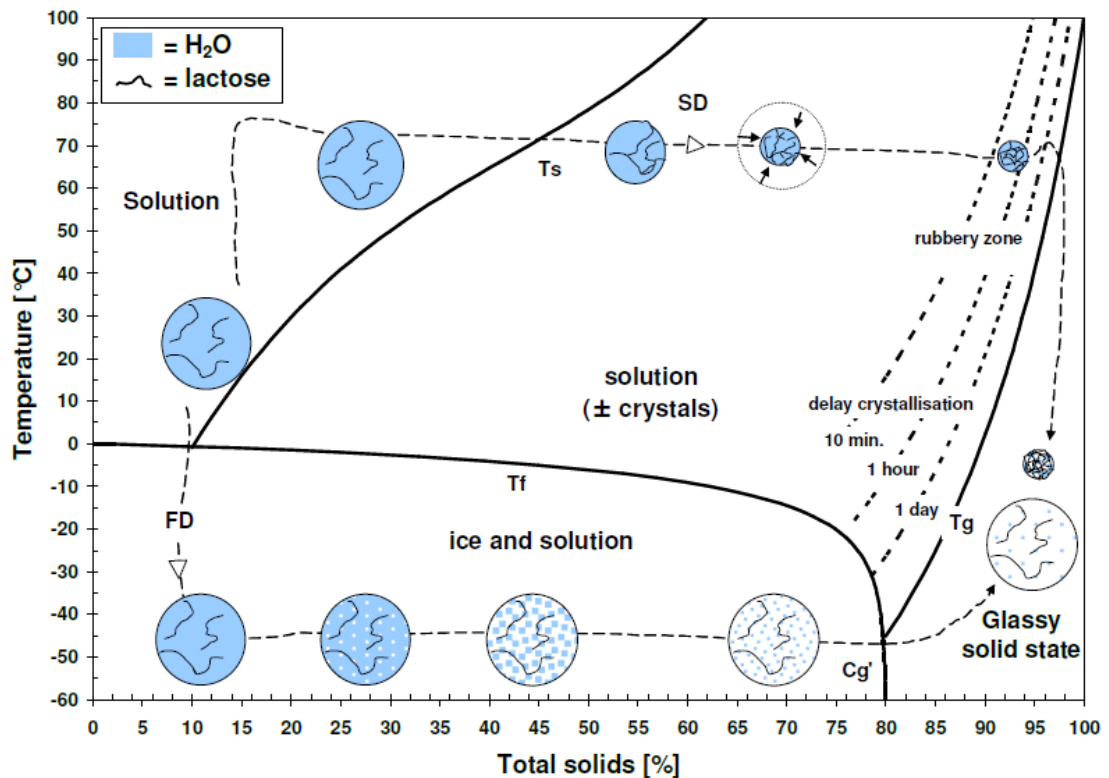 = H₂O
= lactose
SD
Ts
Solution
rubbery zone
solution
(± crystals)
delay crystallisation
10 min.
1 hour
1 day
Tf
Tg
FD
ice and solution
Glassy
solid state
Cg'
Temperature [°C]
100
90
80
70
60
50
40
30
20
10
0
-10
-20
-30
-40
-50
-60
0 5 10 15 20 25 30 35 40 45 50 55 60 65 70 75 80 85 90 95 100
Total solids [%]